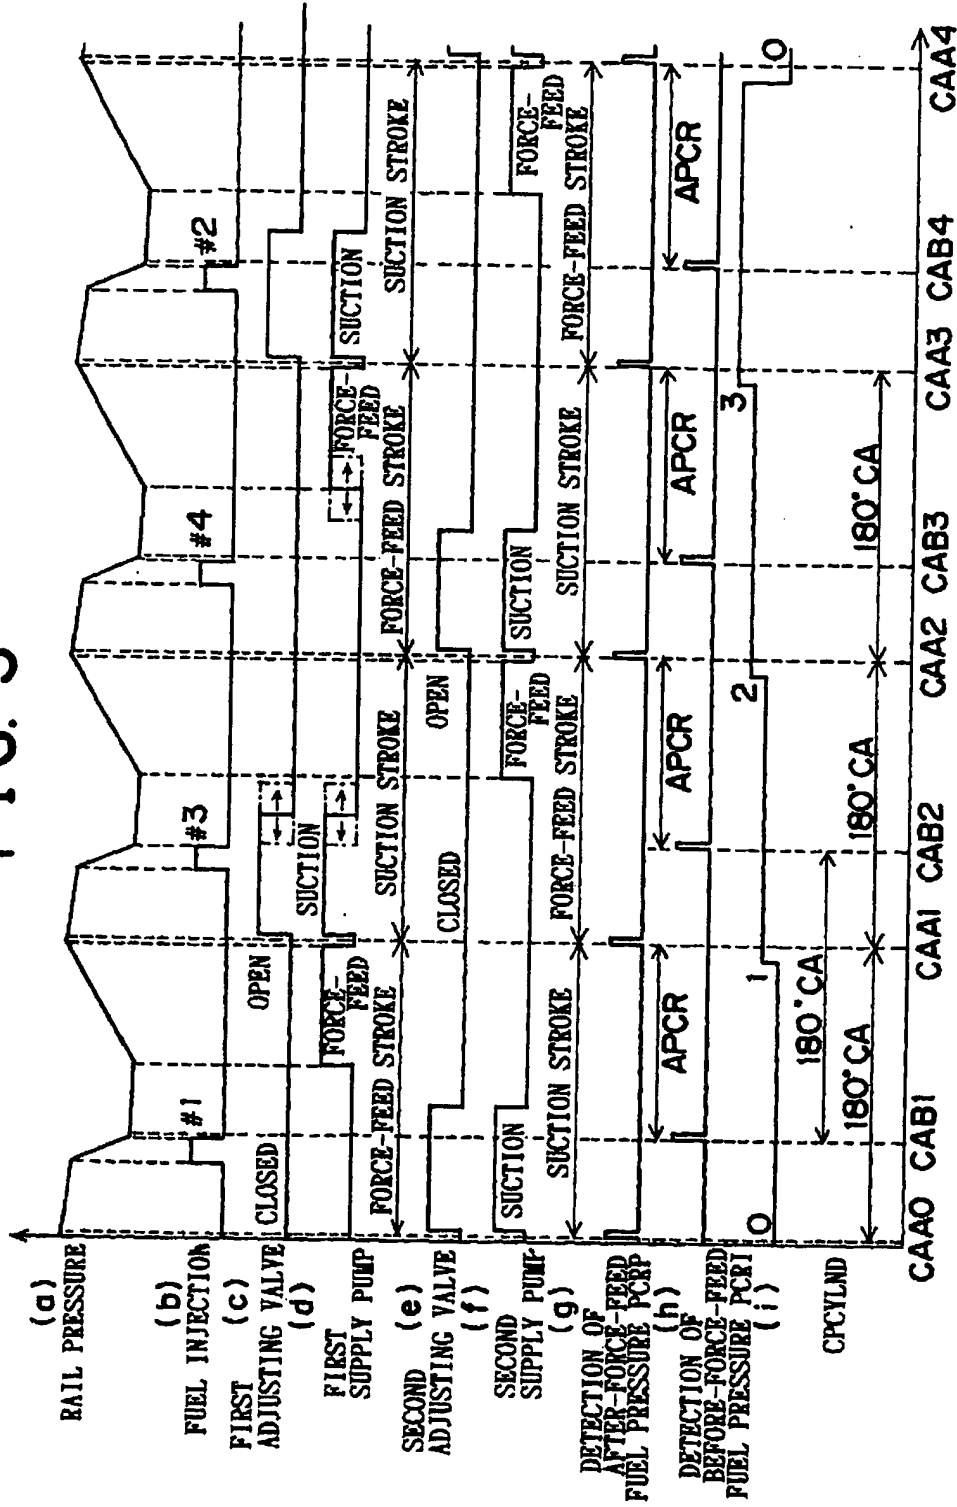 (a)
RAIL PRESSURE
(b)
FUEL INJECTION
#1
#3
#4
#2
(c)
FIRST
ADJUSTING VALVE
CLOSED
OPEN
(d)
FIRST
SUPPLY PUMP
FORCE-
FEED
SUCTION
FORCE-
FEED
SUCTION
FORCE-FEED STROKE
SUCTION STROKE
FORCE-FEED STROKE
SUCTION STROKE
(e)
SECOND
ADJUSTING VALVE
CLOSED
OPEN
(f)
SECOND
SUPPLY PUMP
SUCTION
FORCE-
FEED
SUCTION
FORCE-
FEED
SUCTION STROKE
FORCE-FEED STROKE
SUCTION STROKE
FORCE-FEED STROKE
(g)
DETECTION OF
AFTER-FORCE-FEED
FUEL PRESSURE PCRP
APCR
APCR
APCR
APCR
(h)
DETECTION OF
BEFORE-FORCE-FEED
FUEL PRESSURE PCRI
(i)
CPCYLND
0
1
2
3
0
180°CA
180°CA
180°CA
180°CA
CAA0
CAB1
CAA1
CAB2
CAA2
CAB3
CAA3
CAB4
CAA4